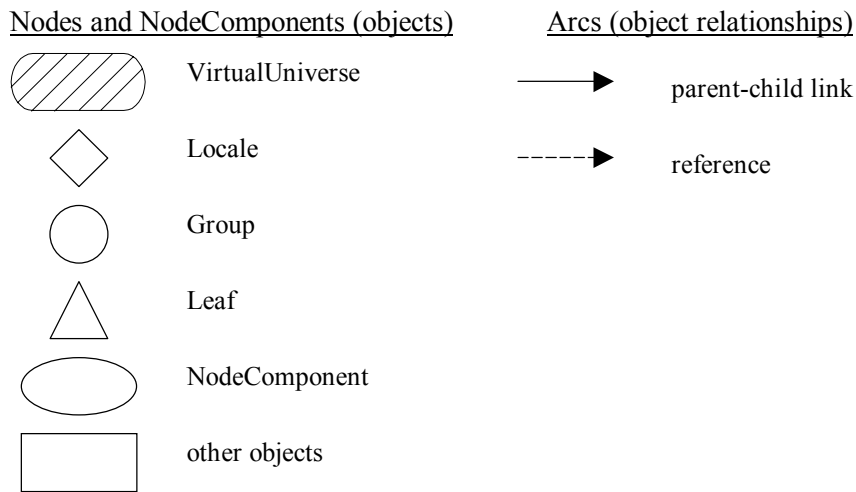 Nodes and NodeComponents (objects)
Arcs (object relationships)
VirtualUniverse
parent-child link
Locale
reference
Group
Leaf
NodeComponent
other objects